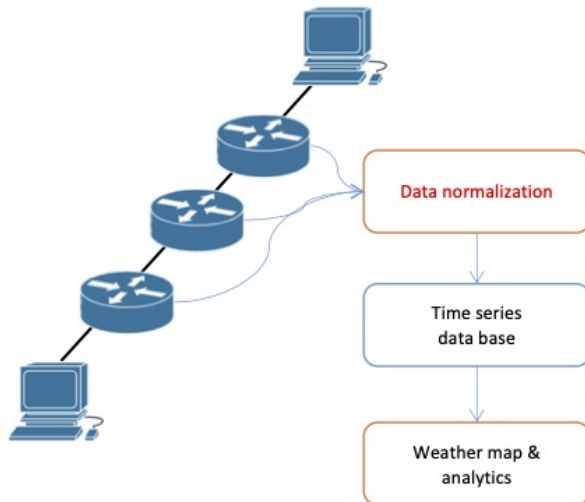 Data normalization
Time series
data base
Weather map &
analytics